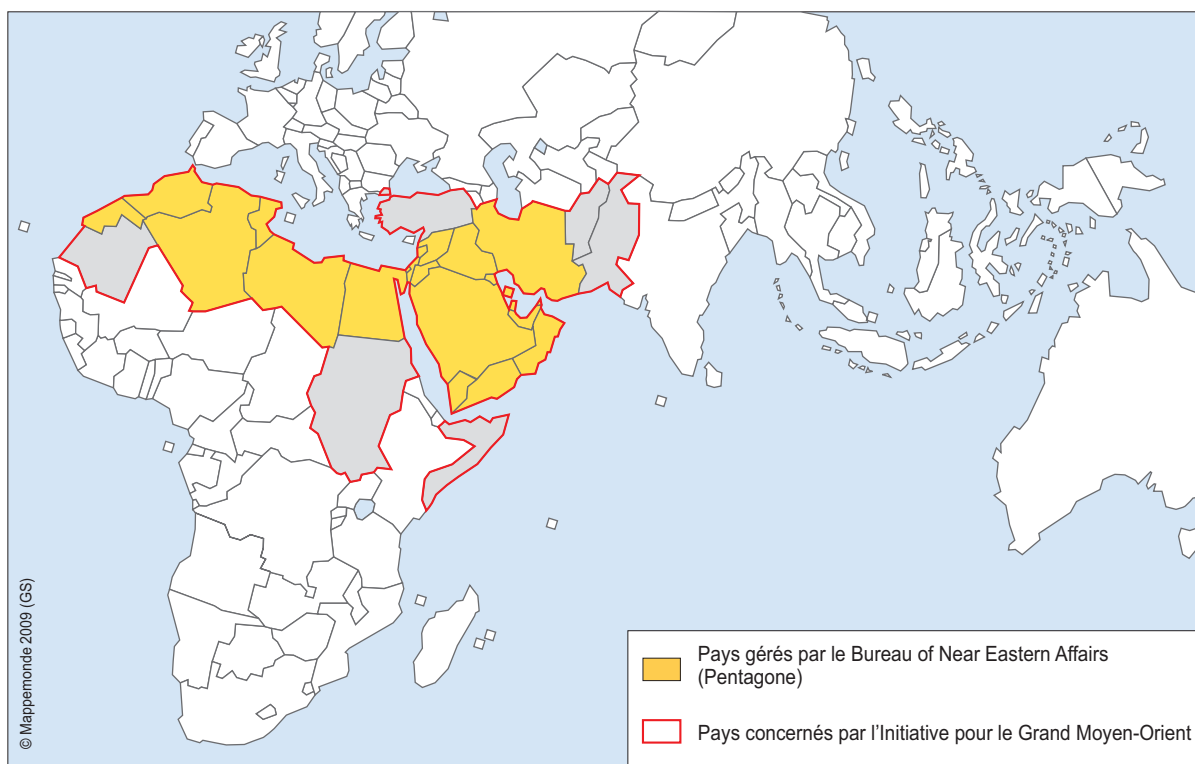 Pays gérés par le Bureau of Near Eastern Affairs
(Pentagone)
Pays concernés par l'Initiative pour le Grand Moyen-Orient
© Mappemonde 2009 (GS)